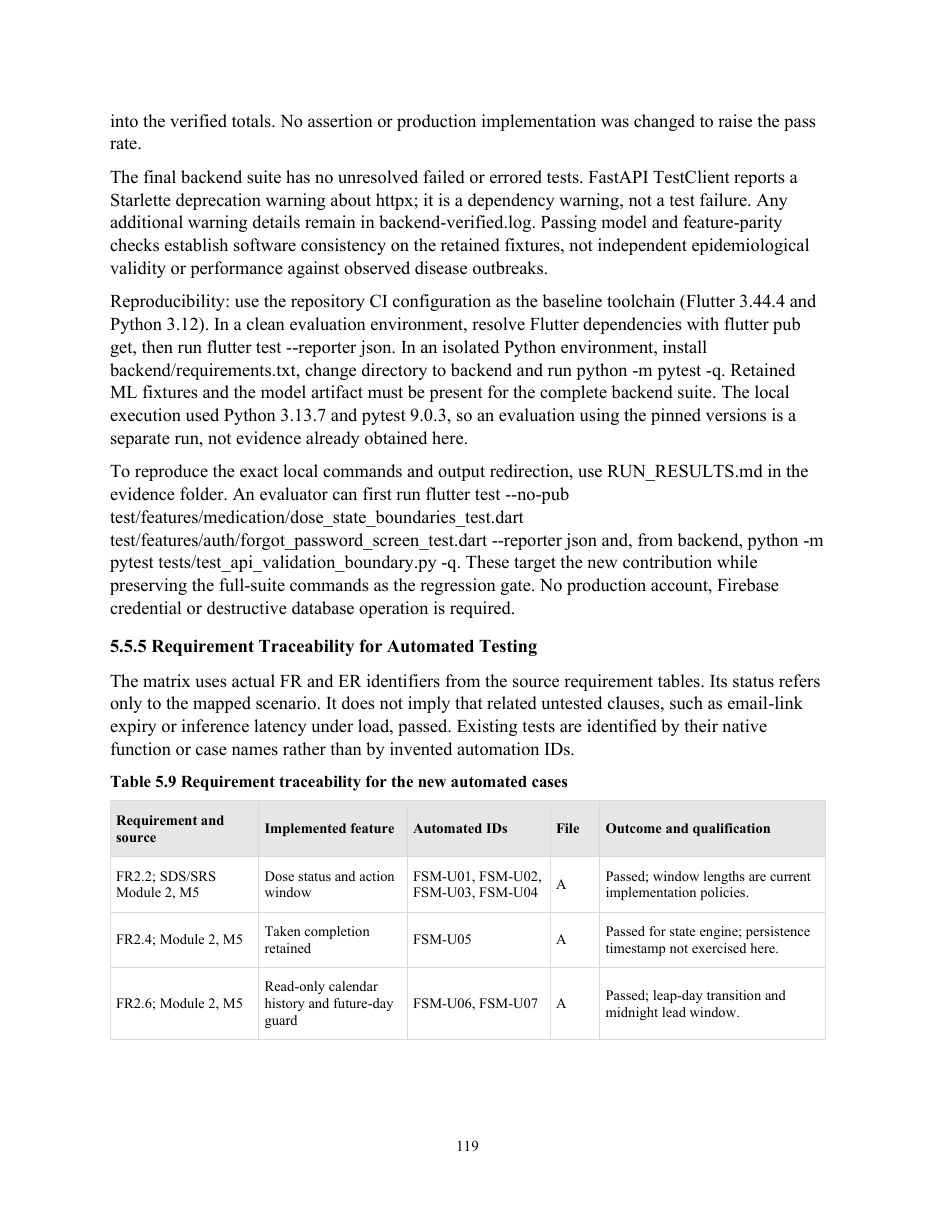 into the verified totals. No assertion or production implementation was changed to raise the pass
rate.
The final backend suite has no unresolved failed or errored tests. FastAPI TestClient reports a
Starlette deprecation warning about httpx; it is a dependency warning, not a test failure. Any
additional warning details remain in backend-verified.log. Passing model and feature-parity
checks establish software consistency on the retained fixtures, not independent epidemiological
validity or performance against observed disease outbreaks.
Reproducibility: use the repository CI configuration as the baseline toolchain (Flutter 3.44.4 and
Python 3.12). In a clean evaluation environment, resolve Flutter dependencies with flutter pub
get, then run flutter test --reporter json. In an isolated Python environment, install
backend/requirements.txt, change directory to backend and run python -m pytest -q. Retained
ML fixtures and the model artifact must be present for the complete backend suite. The local
execution used Python 3.13.7 and pytest 9.0.3, so an evaluation using the pinned versions is a
separate run, not evidence already obtained here.
To reproduce the exact local commands and output redirection, use RUN_RESULTS.md in the
evidence folder. An evaluator can first run flutter test --no-pub
test/features/medication/dose_state_boundaries_test.dart
test/features/auth/forgot_password_screen_test.dart --reporter json and, from backend, python -m
pytest tests/test_api_validation_boundary.py -q. These target the new contribution while
preserving the full-suite commands as the regression gate. No production account, Firebase
credential or destructive database operation is required.
5.5.5 Requirement Traceability for Automated Testing
The matrix uses actual FR and ER identifiers from the source requirement tables. Its status refers
only to the mapped scenario. It does not imply that related untested clauses, such as email-link
expiry or inference latency under load, passed. Existing tests are identified by their native
function or case names rather than by invented automation IDs.
Table 5.9 Requirement traceability for the new automated cases
Requirement and
source
Implemented feature
Automated IDs
File
Outcome and qualification
FR2.2; SDS/SRS
Module 2, M5
Dose status and action
window
FSM-U01, FSM-U02,
FSM-U03, FSM-U04
A
Passed; window lengths are current
implementation policies.
FR2.4; Module 2, M5
Taken completion
retained
FSM-U05
A
Passed for state engine; persistence
timestamp not exercised here.
FR2.6; Module 2, M5
Read-only calendar
history and future-day
guard
FSM-U06, FSM-U07
A
Passed; leap-day transition and
midnight lead window.
119